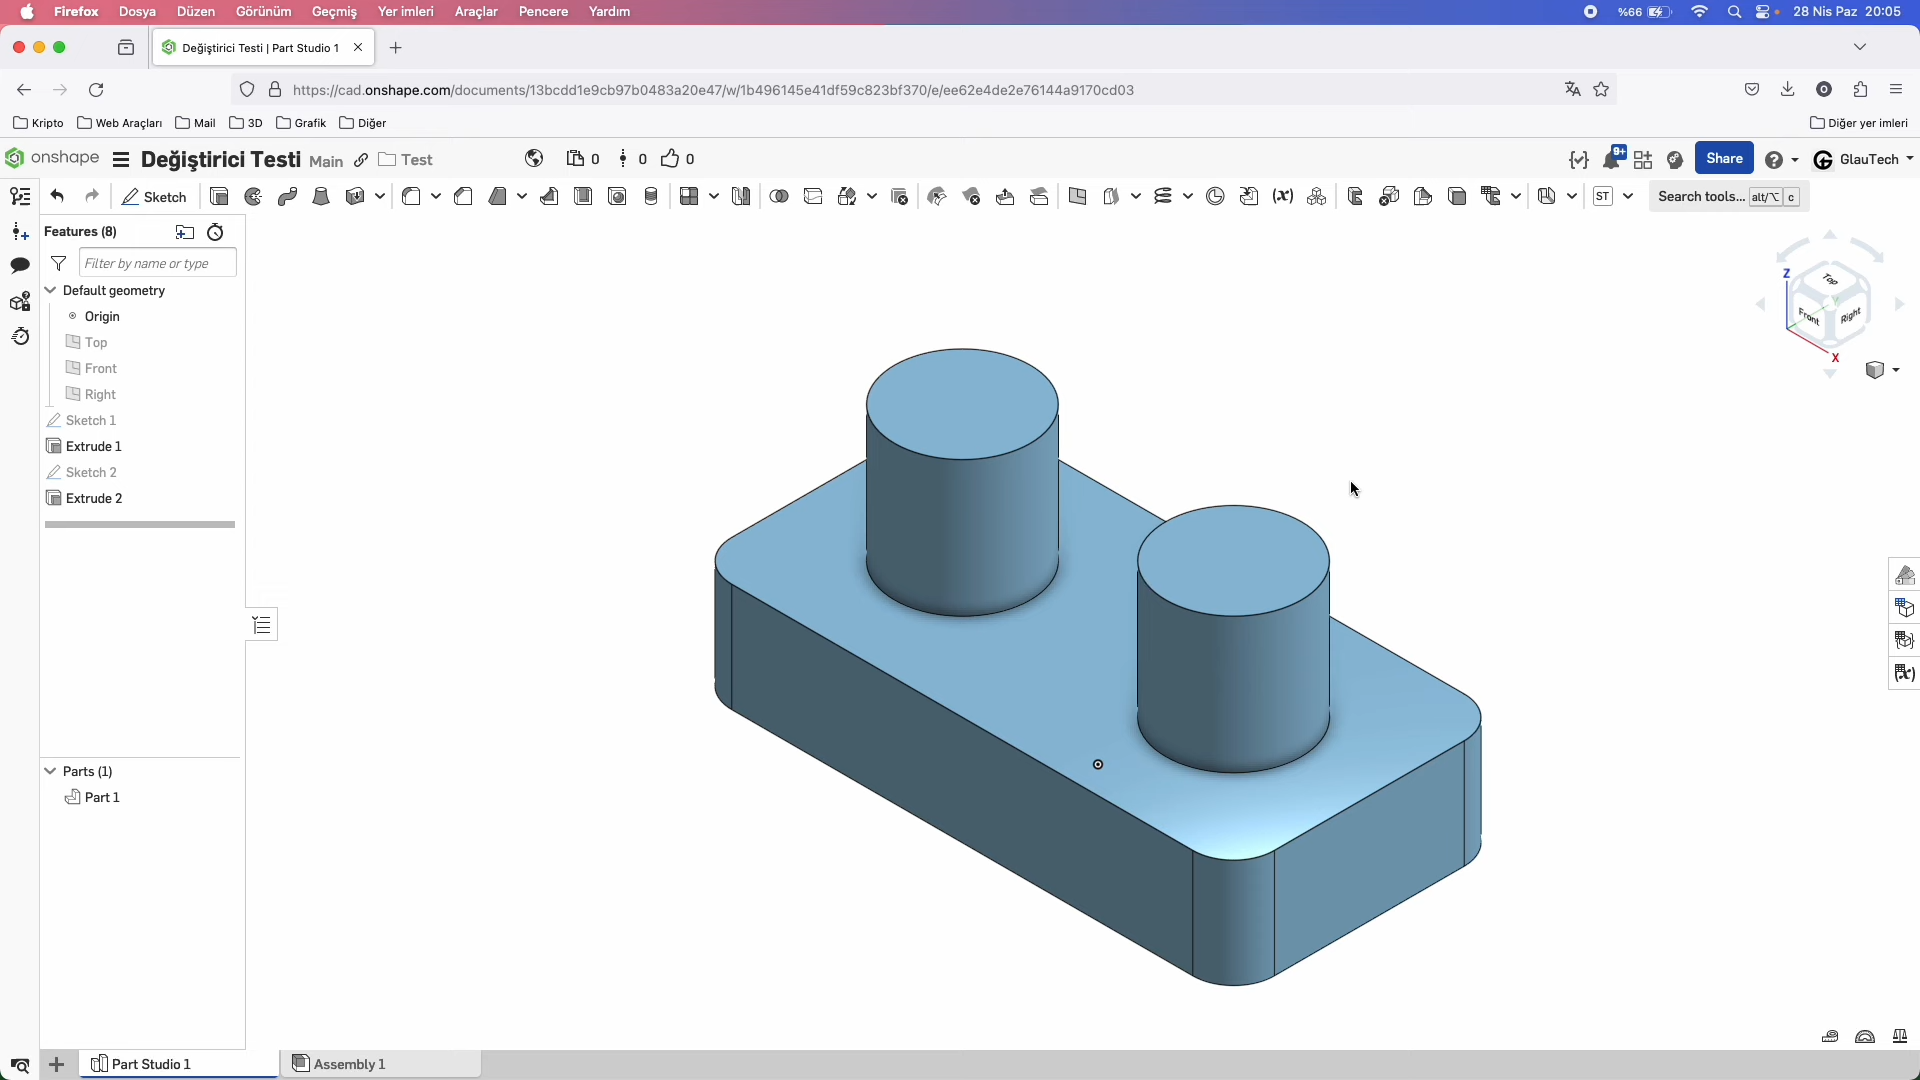 Firefox Dosya Düzen Görünüm Geçmiş Yer imleri Araçlar Pencere Yardım %66 28 Nis Paz 20:05
Değiştirici Testi | Part Studio 1
https://cad.onshape.com/documents/13bcdd1e9cb97b0483a20e47/w/1b496145e41df59c823bf370/e/ee62e4de2e76144a9170cd03
Kripto Web Araçları Mail 3D Grafik Diğer Diğer yer imleri
onshape Değiştirici Testi Main Test 0 0 0 9+ Share GlauTech
Sketch (x) ST Search tools... alt/⌥ c
Features (8)
Filter by name or type
Default geometry
Origin
Top
Front
Right
Sketch 1
Extrude 1
Sketch 2
Extrude 2
Z
Top
Y
Front
Right
X
(x)
Parts (1)
Part 1
Part Studio 1
Assembly 1